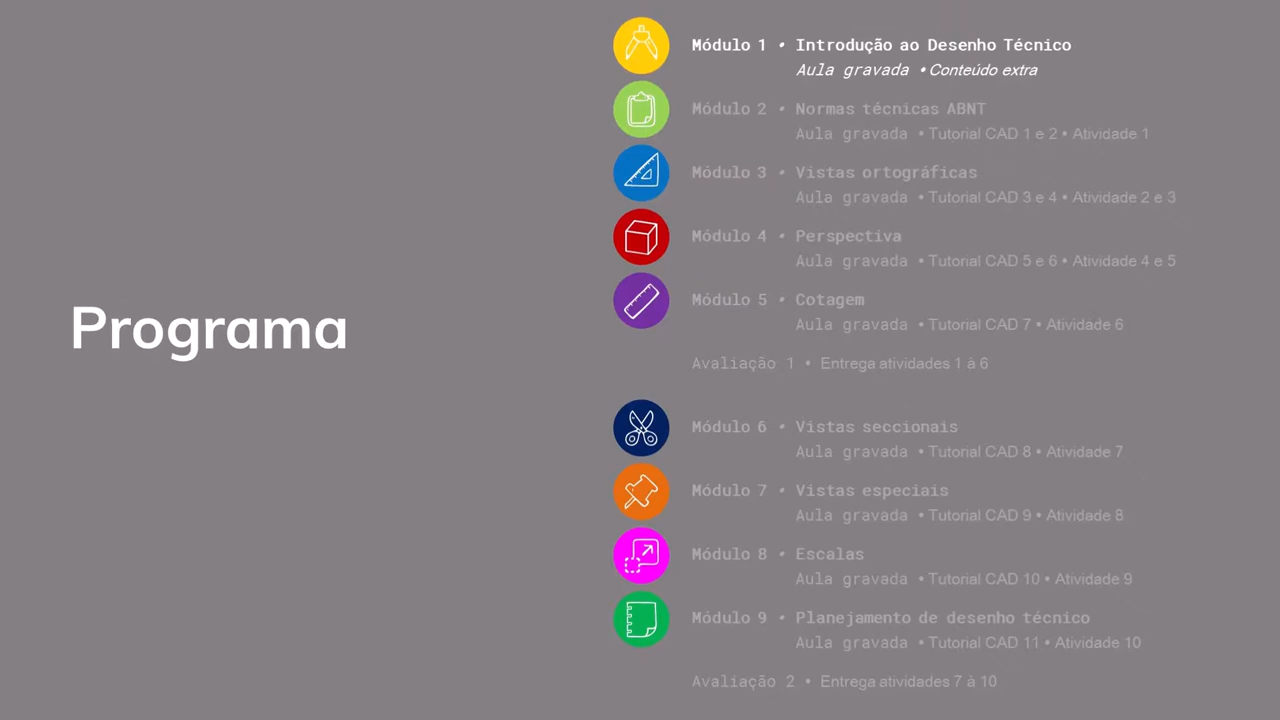 Programa
Módulo 1 • Introdução ao Desenho Técnico
Aula gravada • Conteúdo extra
Módulo 2 • Normas técnicas ABNT
Aula gravada • Tutorial CAD 1 e 2 • Atividade 1
Módulo 3 • Vistas ortográficas
Aula gravada • Tutorial CAD 3 e 4 • Atividade 2 e 3
Módulo 4 • Perspectiva
Aula gravada • Tutorial CAD 5 e 6 • Atividade 4 e 5
Módulo 5 • Cotagem
Aula gravada • Tutorial CAD 7 • Atividade 6
Avaliação 1 • Entrega atividades 1 à 6
Módulo 6 • Vistas seccionais
Aula gravada • Tutorial CAD 8 • Atividade 7
Módulo 7 • Vistas especiais
Aula gravada • Tutorial CAD 9 • Atividade 8
Módulo 8 • Escalas
Aula gravada • Tutorial CAD 10 • Atividade 9
Módulo 9 • Planejamento de desenho técnico
Aula gravada • Tutorial CAD 11 • Atividade 10
Avaliação 2 • Entrega atividades 7 à 10